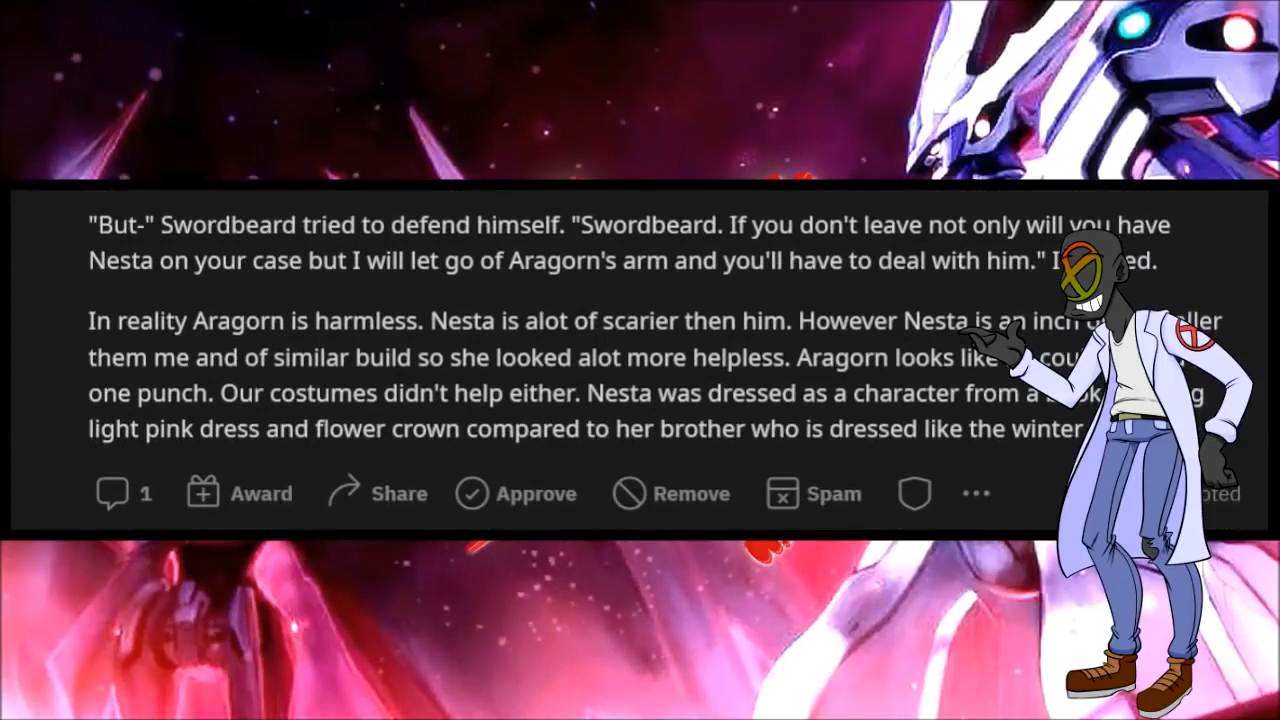 "But-" Swordbeard tried to defend himself. "Swordbeard. If you don't leave not only will you have
Nesta on your case but I will let go of Aragorn's arm and you'll have to deal with him." I
In reality Aragorn is harmless. Nesta is alot of scarier then him. However Nesta is an inch
them me and of similar build so she looked alot more helpless. Aragorn looks like
one punch. Our costumes didn't help either. Nesta was dressed as a character from a
light pink dress and flower crown compared to her brother who is dressed like the winter
1 Award Share Approve Remove Spam ...